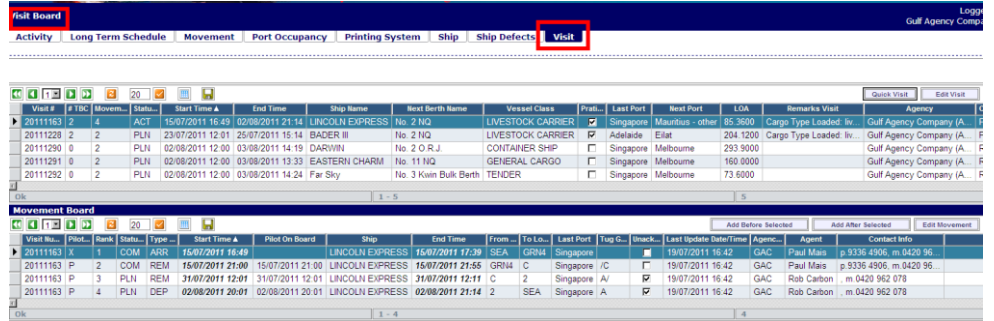 Visit Board Logge
Gulf Agency Compa
Activity Long Term Schedule Movement Port Occupancy Printing System Ship Ship Defects Visit
1 20 Quick Visit Edit Visit
Visit # # TBC Movem... Statu... Start Time End Time Ship Name Next Berth Name Vessel Class Prati... Last Port Next Port LOA Remarks Visit Agency
20111163 2 4 ACT 15/07/2011 16:49 02/08/2011 21:14 LINCOLN EXPRESS No. 2 NQ LIVESTOCK CARRIER Singapore Mauritius - other 85.3600 Cargo Type Loaded: liv... Gulf Agency Company (A...
20111228 2 2 PLN 23/07/2011 12:01 25/07/2011 15:14 BADER III No. 2 NQ LIVESTOCK CARRIER Adelaide Eilat 204.1200 Cargo Type Loaded: liv... Gulf Agency Company (A...
20111290 0 2 PLN 02/08/2011 12:00 03/08/2011 14:19 DARWIN No. 2 O.R.J. CONTAINER SHIP Singapore Melbourne 293.9000 Gulf Agency Company (A...
20111291 0 2 PLN 02/08/2011 12:00 03/08/2011 13:33 EASTERN CHARM No. 11 NQ GENERAL CARGO Singapore Melbourne 160.0000 Gulf Agency Company (A...
20111292 0 2 PLN 02/08/2011 12:00 03/08/2011 14:24 Far Sky No. 3 Kwin Bulk Berth TENDER Singapore Melbourne 73.6000 Gulf Agency Company (A...
Ok 1 - 5 5
Movement Board
1 20 Add Before Selected Add After Selected Edit Movement
Visit Nu... Pilot... Rank Statu... Type ... Start Time Pilot On Board Ship End Time From ... To Lo... Last Port Tug G... Unack... Last Update Date/Time Agenc... Agent Contact Info
20111163 X 1 COM ARR 15/07/2011 16:49 LINCOLN EXPRESS 15/07/2011 17:39 SEA GRN4 Singapore 19/07/2011 16:42 GAC Paul Mais p.9336 4906, m.0420 96...
20111163 P 2 COM REM 15/07/2011 21:00 15/07/2011 21:00 LINCOLN EXPRESS 15/07/2011 21:55 GRN4 C Singapore /C 19/07/2011 16:42 GAC Paul Mais p.9336 4906, m.0420 96...
20111163 P 3 PLN REM 31/07/2011 12:01 31/07/2011 12:01 LINCOLN EXPRESS 31/07/2011 12:11 C 2 Singapore A/ 19/07/2011 16:42 GAC Rob Carbon , m.0420 962 078
20111163 P 4 PLN DEP 02/08/2011 20:01 02/08/2011 20:01 LINCOLN EXPRESS 02/08/2011 21:14 2 SEA Singapore A 19/07/2011 16:42 GAC Rob Carbon , m.0420 962 078
Ok 1 - 4 4